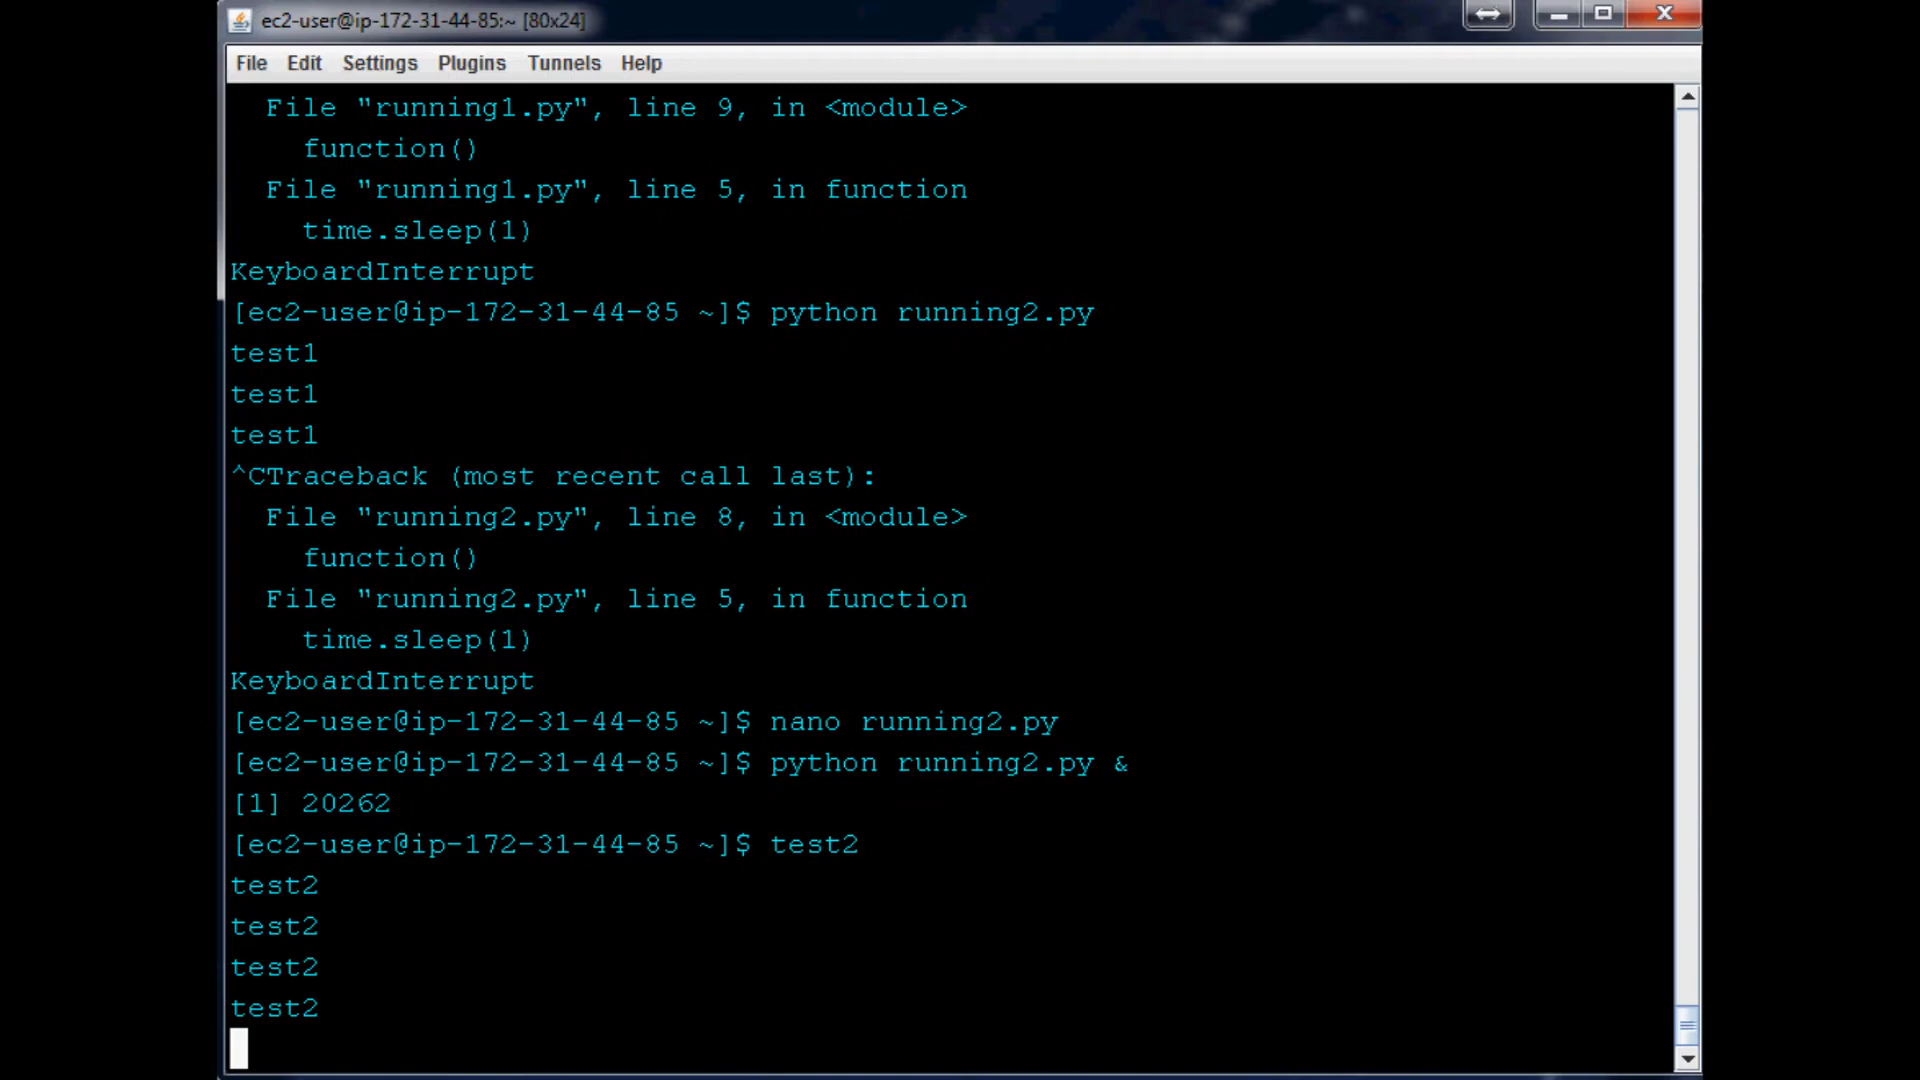 ec2-user@ip-172-31-44-85:~ [80x24]
File Edit Settings Plugins Tunnels Help
File "running1.py", line 9, in <module>
function()
File "running1.py", line 5, in function
time.sleep(1)
KeyboardInterrupt
[ec2-user@ip-172-31-44-85 ~]$ python running2.py
test1
test1
test1
^CTraceback (most recent call last):
File "running2.py", line 8, in <module>
function()
File "running2.py", line 5, in function
time.sleep(1)
KeyboardInterrupt
[ec2-user@ip-172-31-44-85 ~]$ nano running2.py
[ec2-user@ip-172-31-44-85 ~]$ python running2.py &
[1] 20262
[ec2-user@ip-172-31-44-85 ~]$ test2
test2
test2
test2
test2